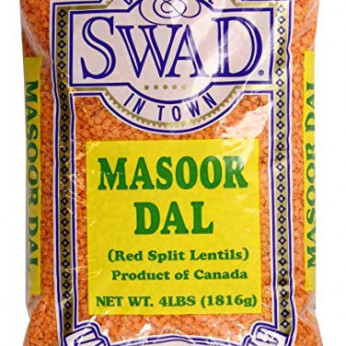 SWAD
®
IN TOWN
MASOOR
DAL
(Red Split Lentils)
Product of Canada
NET WT. 4LBS (1816g)
MASOOR DAL
MASOOR DAL